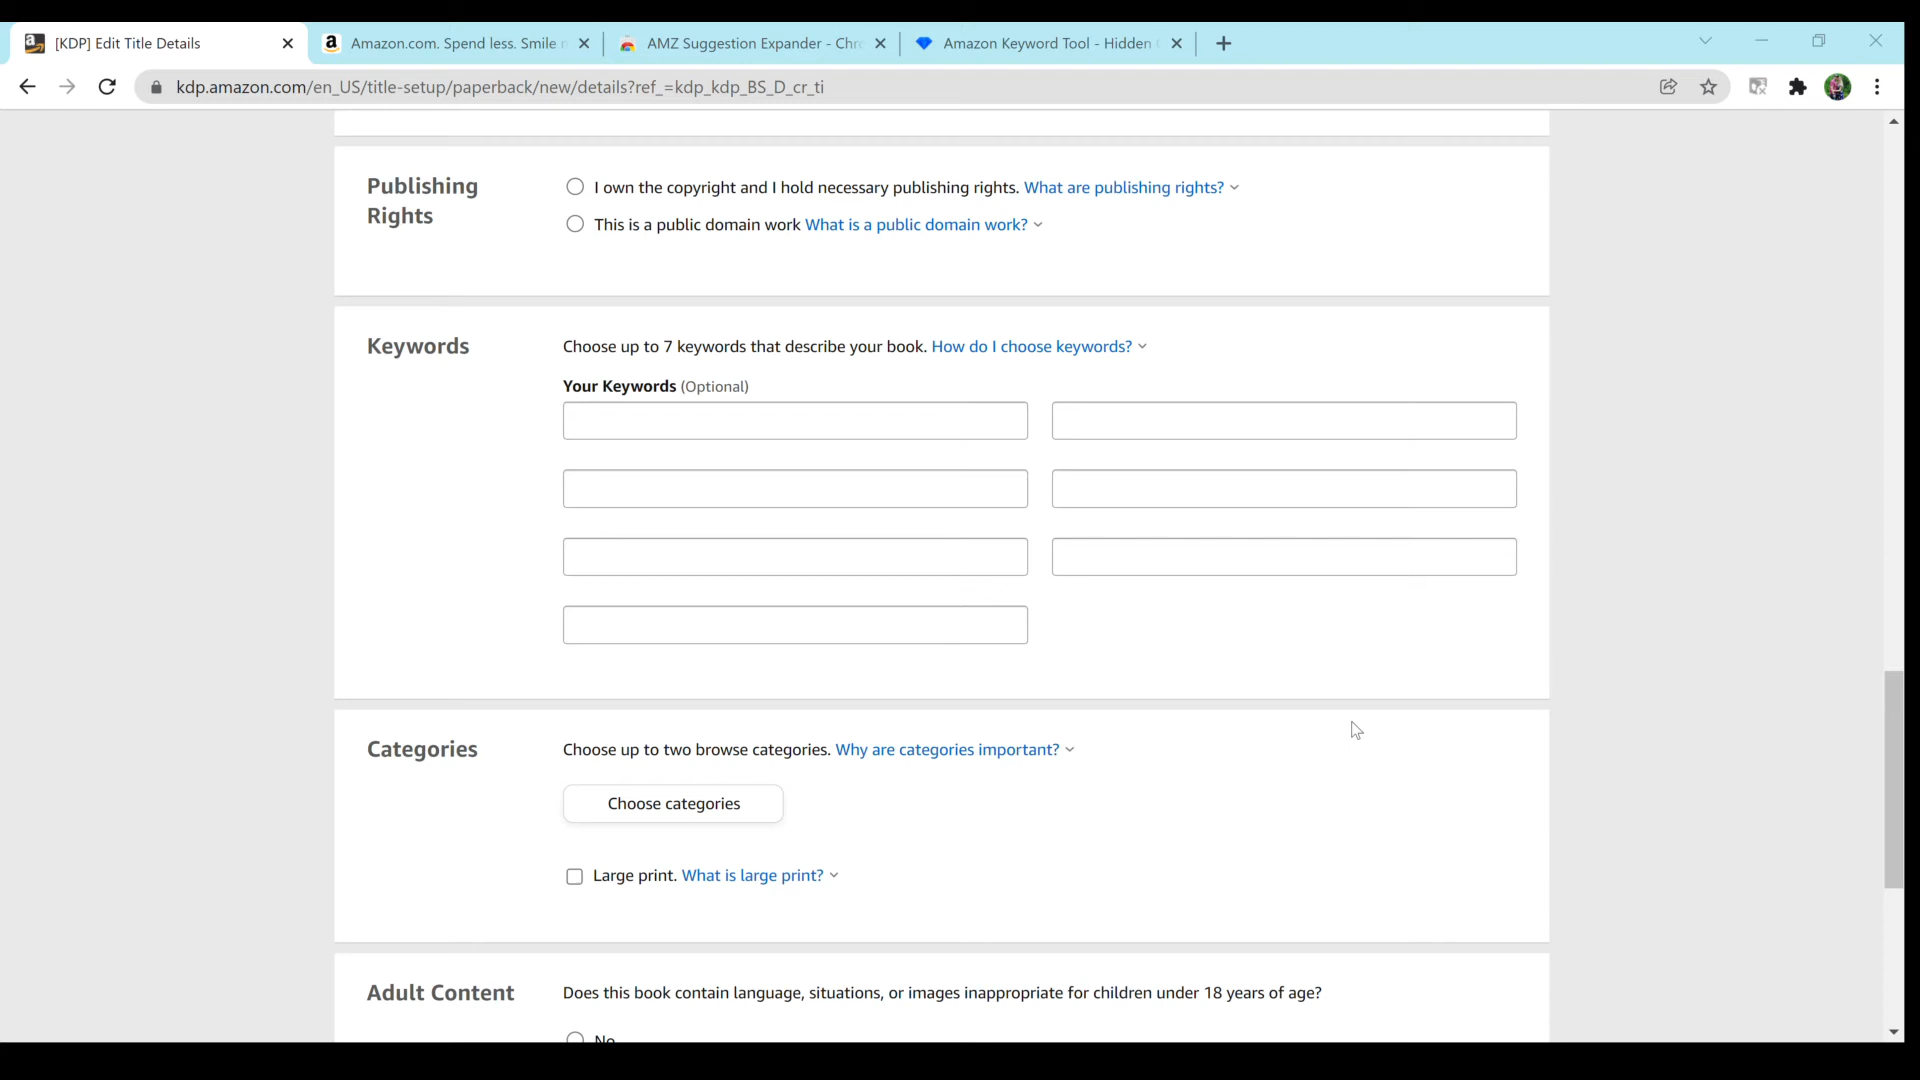 [KDP] Edit Title Details
Amazon.com. Spend less. Smile
AMZ Suggestion Expander - Chr
Amazon Keyword Tool - Hidden
kdp.amazon.com/en_US/title-setup/paperback/new/details?ref_=kdp_kdp_BS_D_cr_ti
Publishing
Rights
I own the copyright and I hold necessary publishing rights. What are publishing rights?
This is a public domain work What is a public domain work?
Keywords
Choose up to 7 keywords that describe your book. How do I choose keywords?
Your Keywords (Optional)
Categories
Choose up to two browse categories. Why are categories important?
Choose categories
Large print. What is large print?
Adult Content
Does this book contain language, situations, or images inappropriate for children under 18 years of age?
No